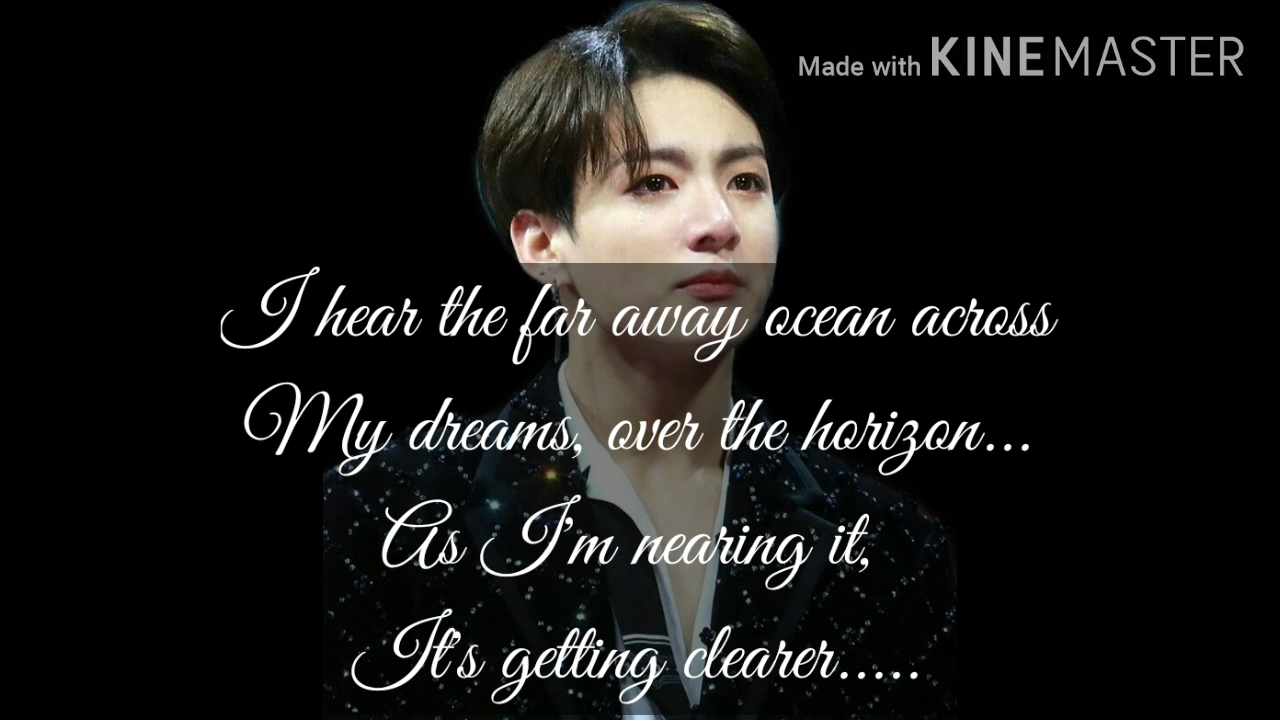 Made with KINEMASTER
I hear the far away ocean across
My dreams, over the horizon...
As I'm nearing it,
It's getting clearer.....